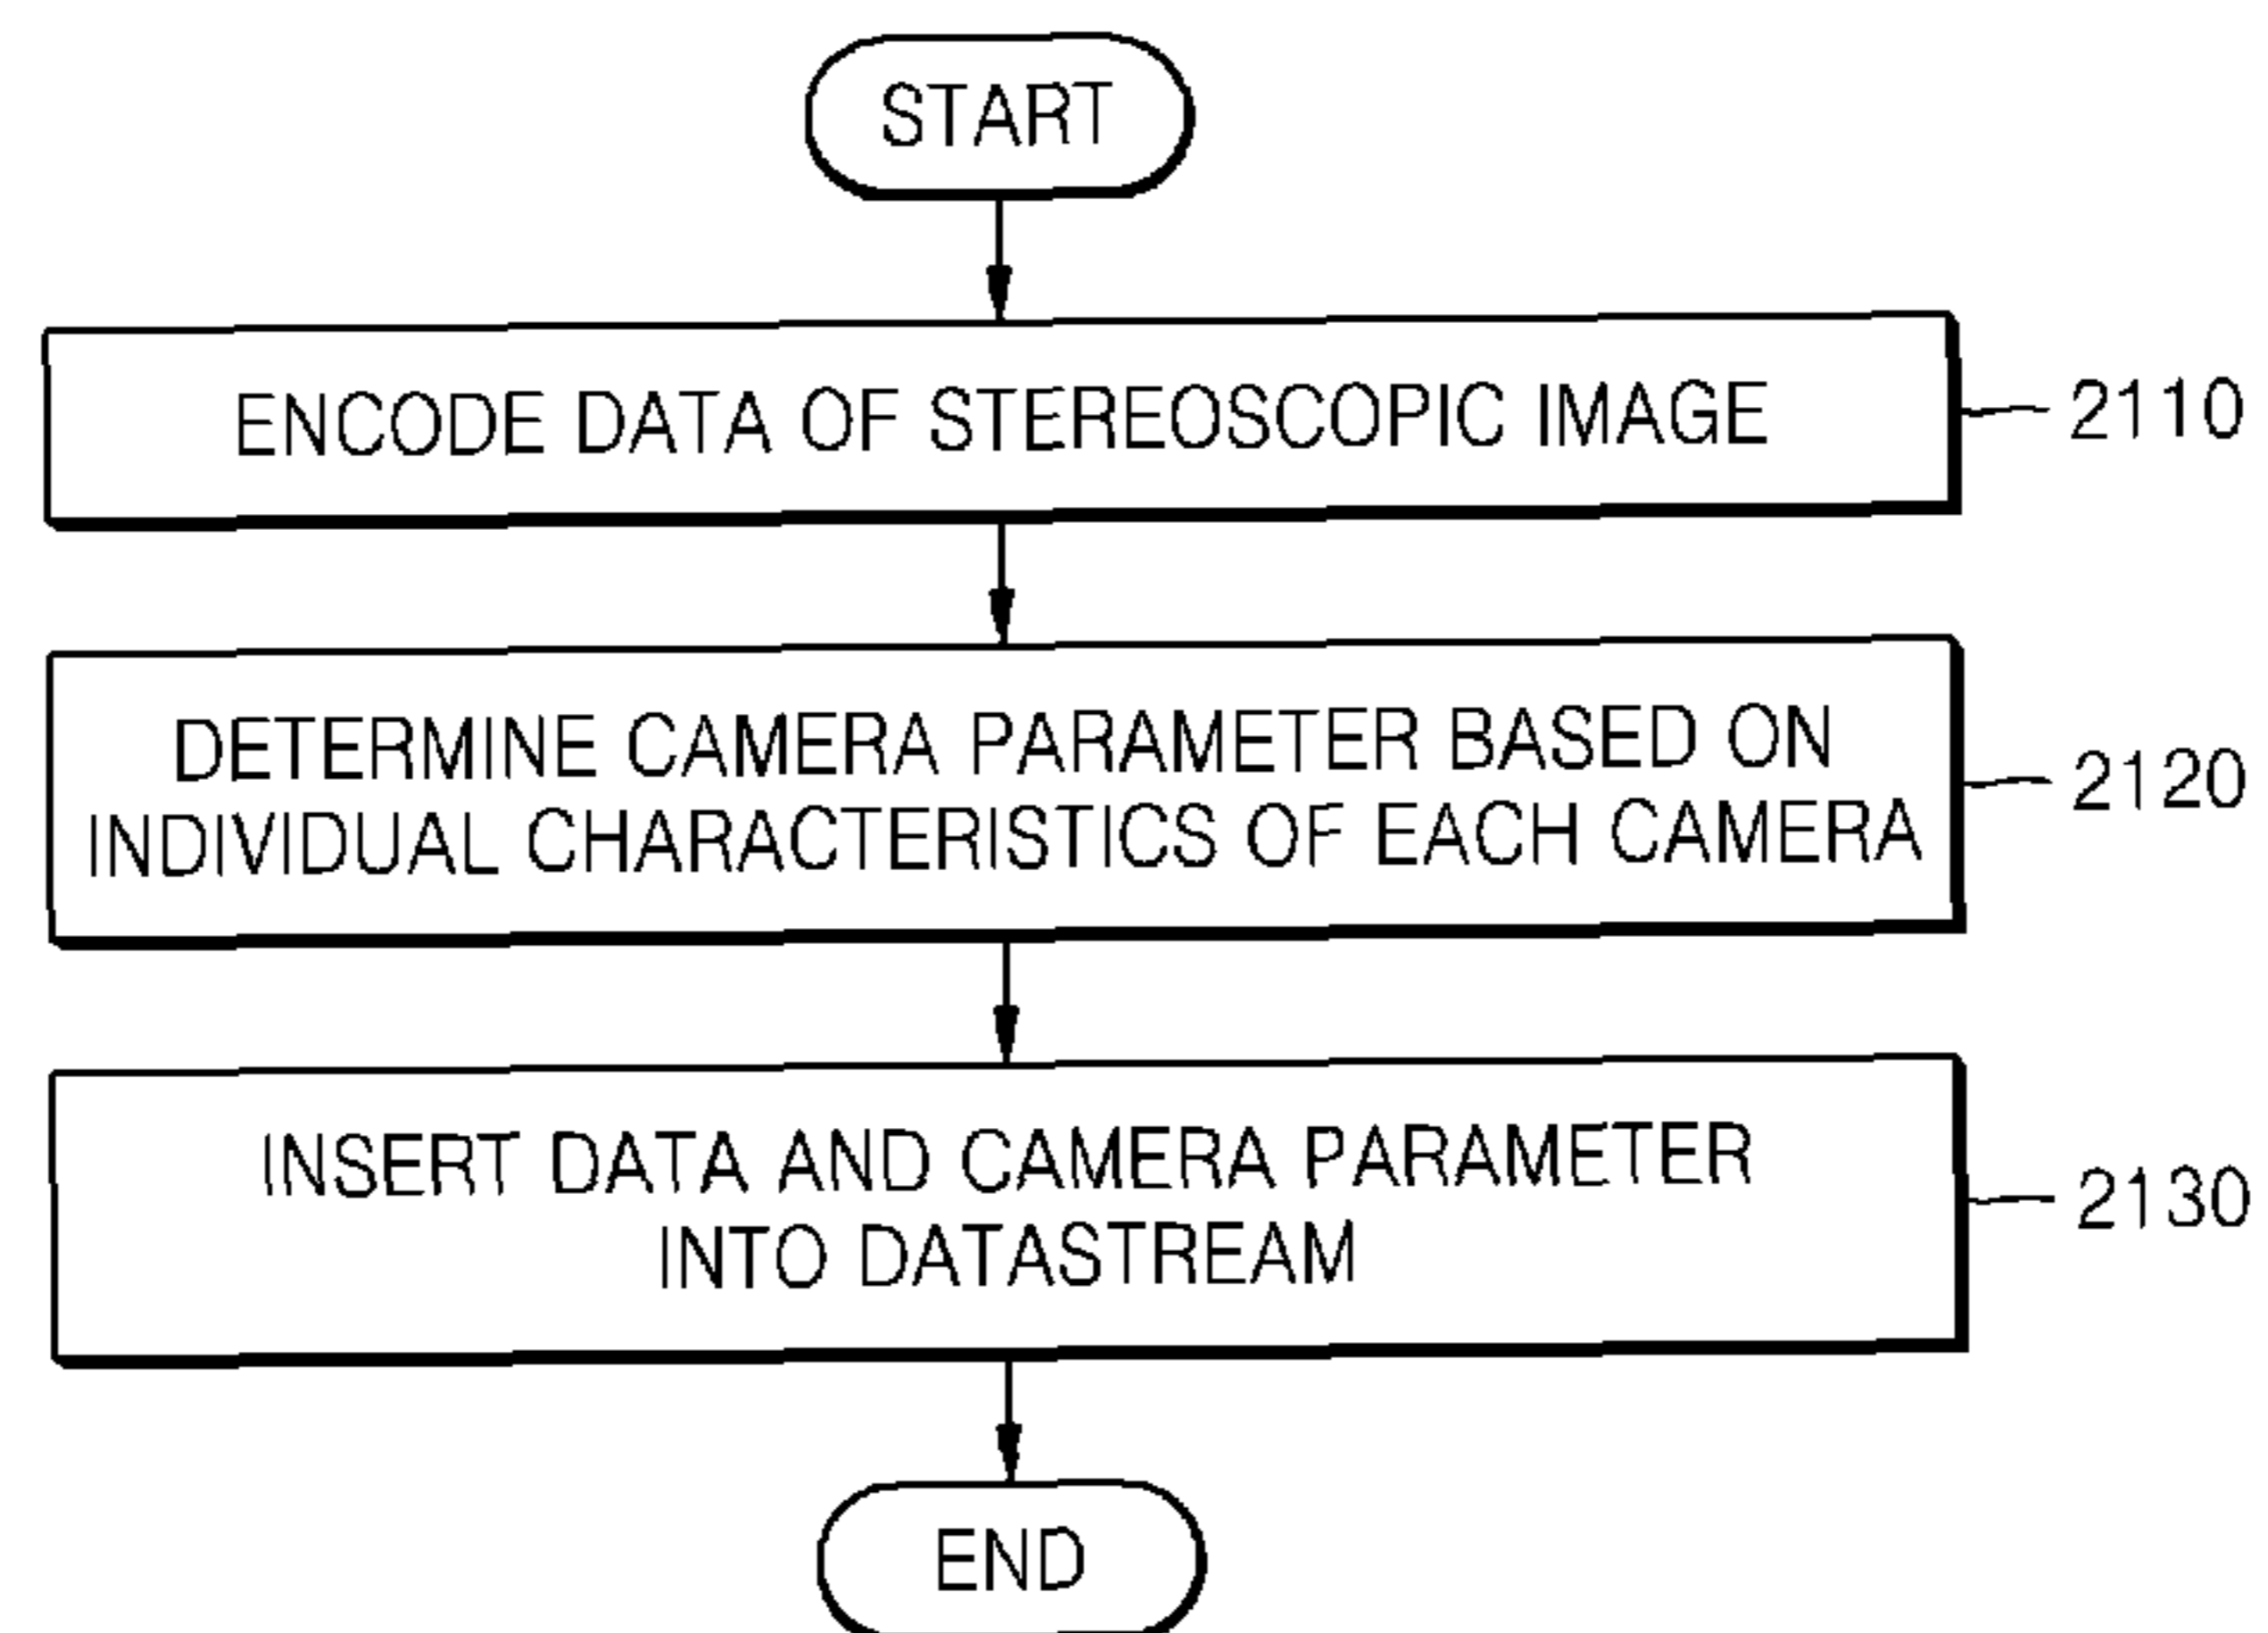 START
ENCODE DATA OF STEREOSCOPIC IMAGE
2110
DETERMINE CAMERA PARAMETER BASED ON
INDIVIDUAL CHARACTERISTICS OF EACH CAMERA
2120
INSERT DATA AND CAMERA PARAMETER
INTO DATASTREAM
2130
END